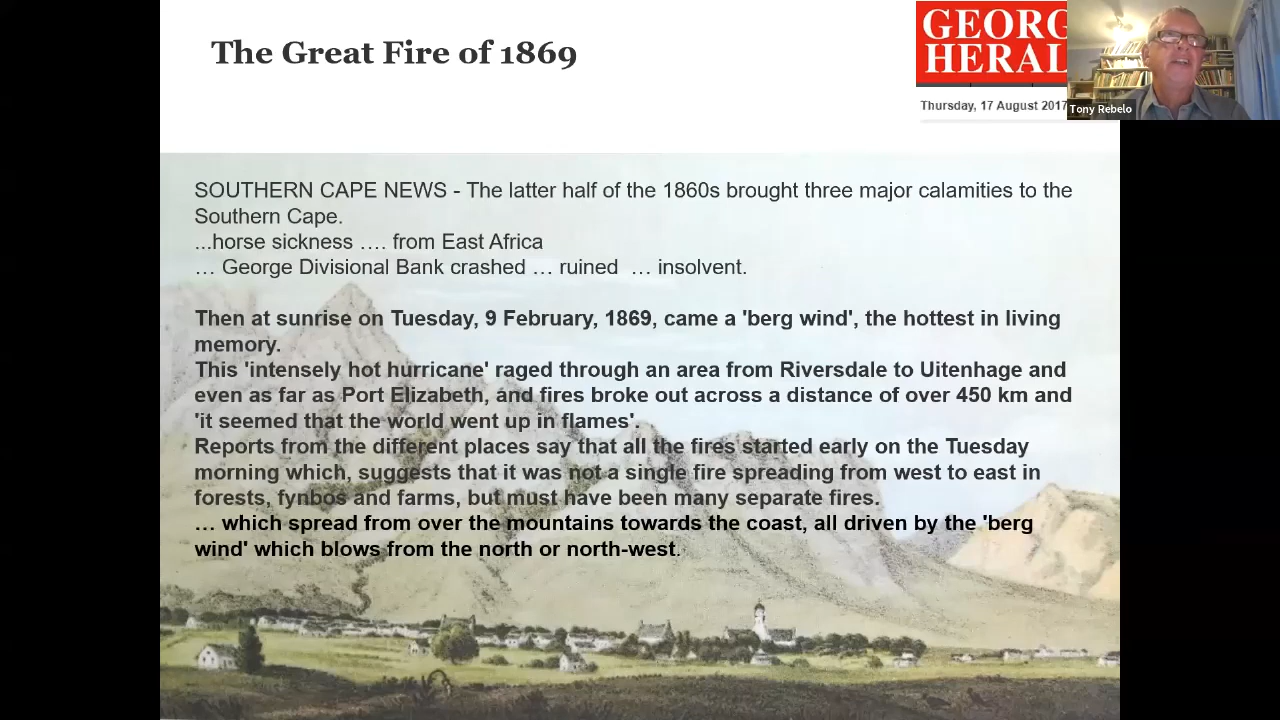 The Great Fire of 1869
GEORG
HERAL
Thursday, 17 August 2017
Tony Rebelo
SOUTHERN CAPE NEWS - The latter half of the 1860s brought three major calamities to the
Southern Cape.
...horse sickness …. from East Africa
… George Divisional Bank crashed … ruined … insolvent.
Then at sunrise on Tuesday, 9 February, 1869, came a 'berg wind', the hottest in living
memory.
This 'intensely hot hurricane' raged through an area from Riversdale to Uitenhage and
even as far as Port Elizabeth, and fires broke out across a distance of over 450 km and
'it seemed that the world went up in flames'.
Reports from the different places say that all the fires started early on the Tuesday
morning which, suggests that it was not a single fire spreading from west to east in
forests, fynbos and farms, but must have been many separate fires.
… which spread from over the mountains towards the coast, all driven by the 'berg
wind' which blows from the north or north-west.